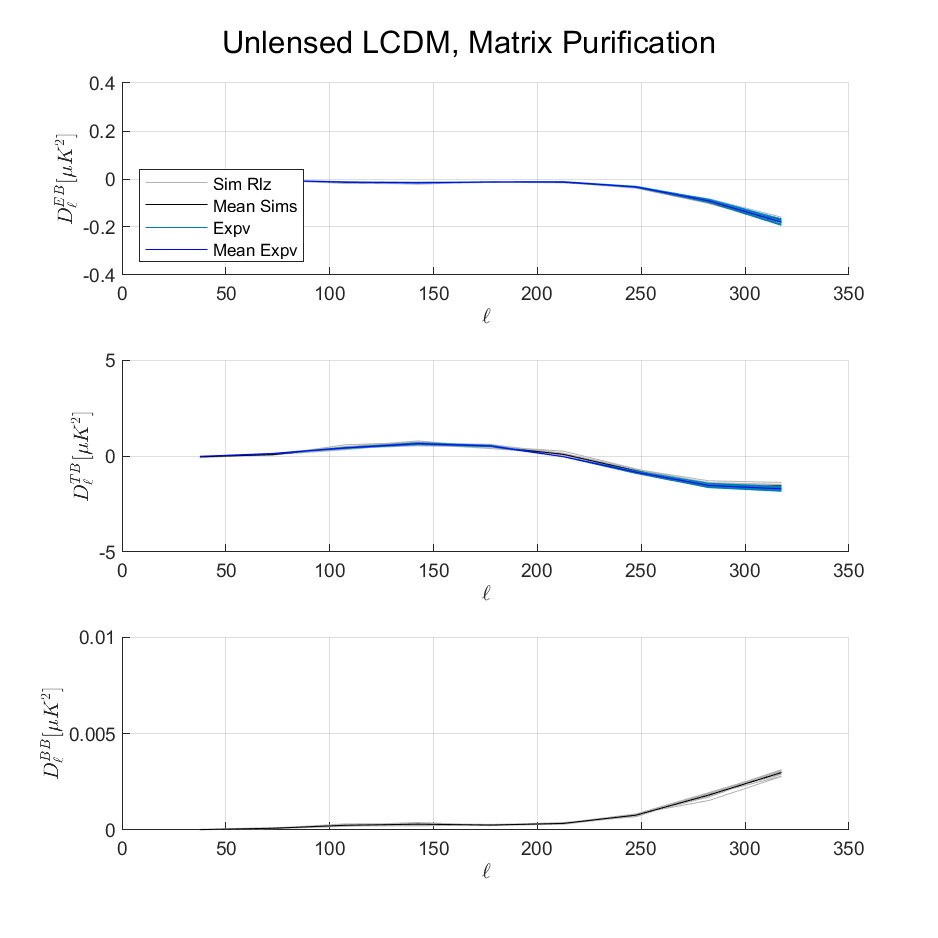 Unlensed LCDM, Matrix Purification
0.4
0.2
0
-0.2
-0.4
D_ℓ^{EB}[μK^2]
Sim Rlz
Mean Sims
Expv
Mean Expv
0 50 100 150 200 250 300 350
ℓ
5
0
-5
D_ℓ^{TB}[μK^2]
0 50 100 150 200 250 300 350
ℓ
0.01
0.005
0
D_ℓ^{BB}[μK^2]
0 50 100 150 200 250 300 350
ℓ